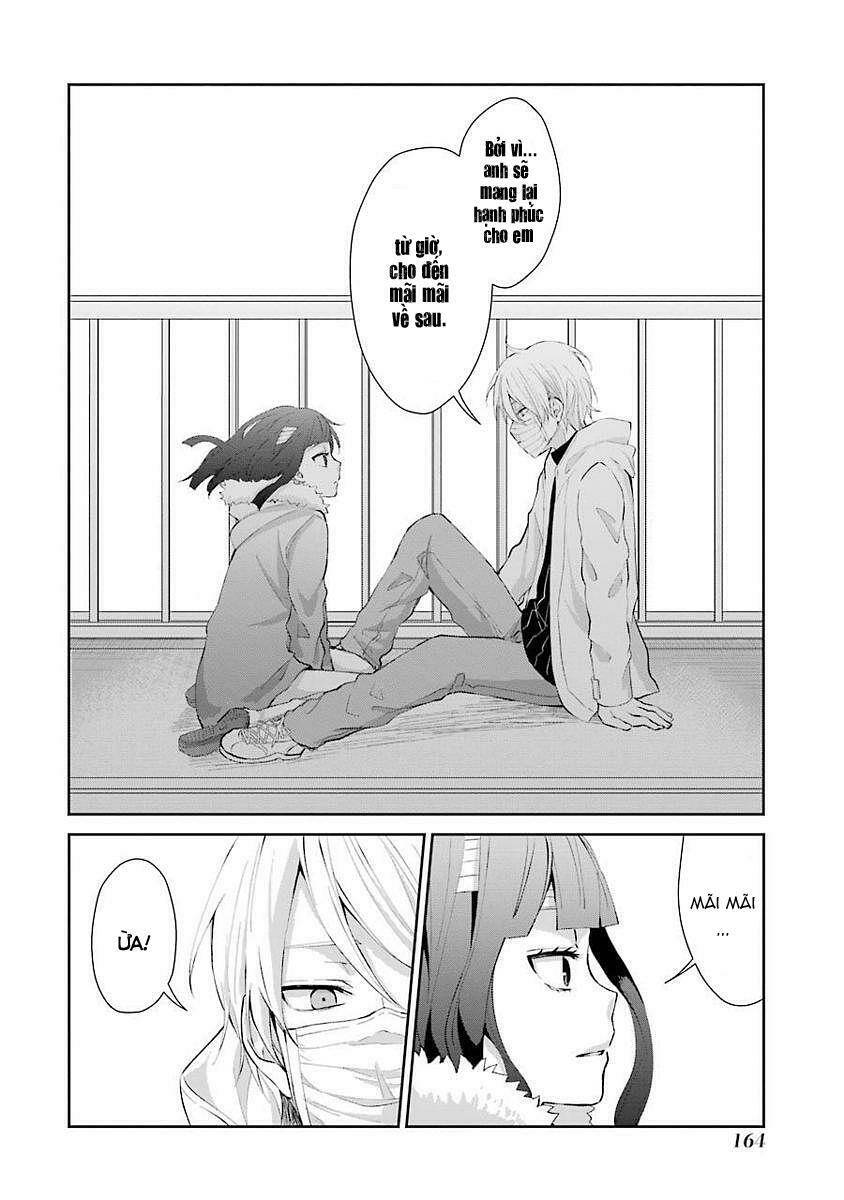 Bởi vì...
anh sẽ
mang lai
hạnh phúc
cho em
từ giờ,
cho đến
mãi mãi
về sau.
MÃI MÃI
...
ỪA!
164